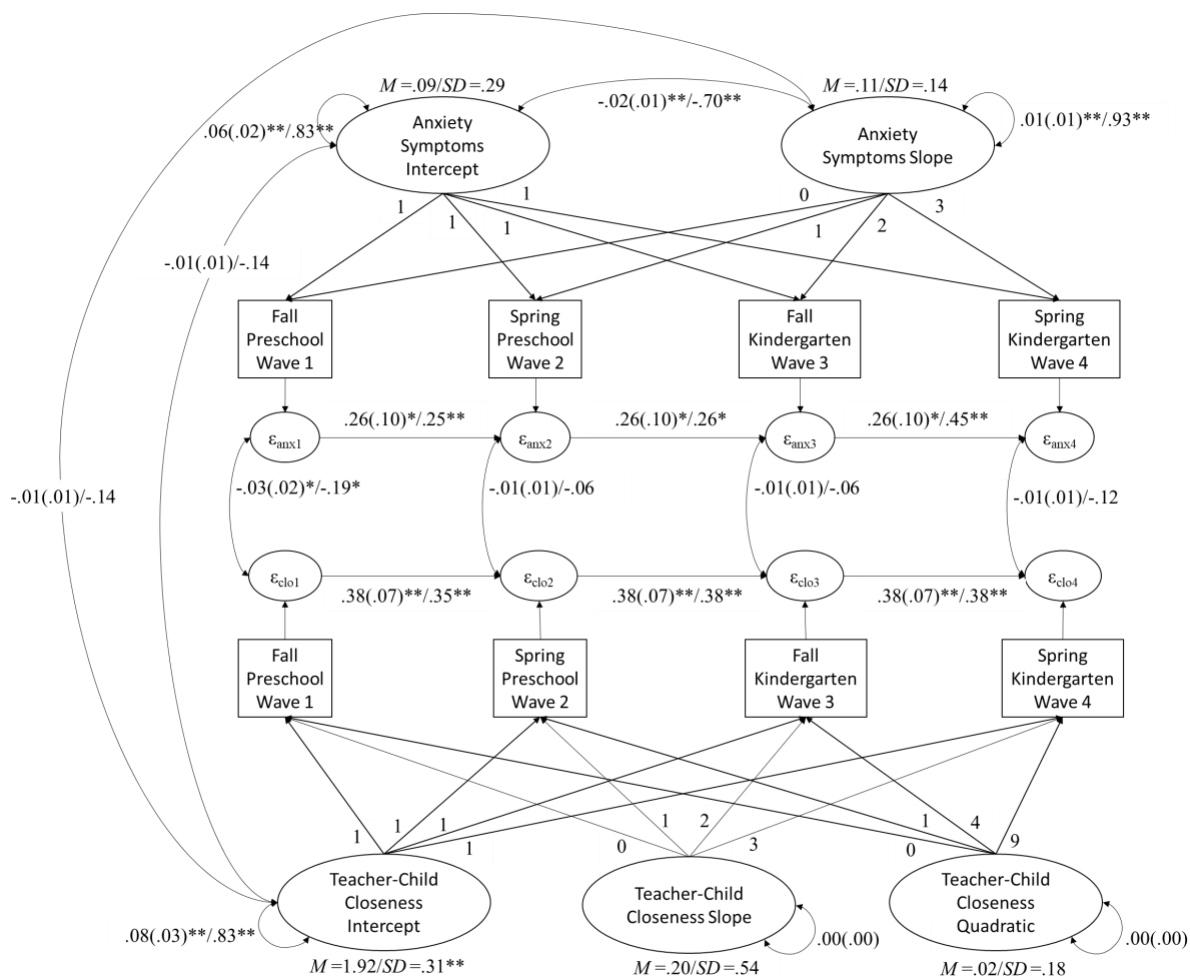 M =.09/SD =.29
M =.11/SD =.14
-.02(.01)**/-.70**
.06(.02)**/.83**
.01(.01)**/.93**
Anxiety
Symptoms
Intercept
Anxiety
Symptoms Slope
1
1
1
1
0
1
2
3
-.01(.01)/-.14
Fall
Preschool
Wave 1
Spring
Preschool
Wave 2
Fall
Kindergarten
Wave 3
Spring
Kindergarten
Wave 4
.26(.10)*/.25**
.26(.10)*/.26*
.26(.10)*/.45**
εanx1
εanx2
εanx3
εanx4
-.01(.01)/-.14
-.03(.02)*/-.19*
-.01(.01)/-.06
-.01(.01)/-.06
-.01(.01)/-.12
εclo1
εclo2
εclo3
εclo4
.38(.07)**/.35**
.38(.07)**/.38**
.38(.07)**/.38**
Fall
Preschool
Wave 1
Spring
Preschool
Wave 2
Fall
Kindergarten
Wave 3
Spring
Kindergarten
Wave 4
1
1
1
1
0
1
2
3
0
1
4
9
Teacher-Child
Closeness
Intercept
Teacher-Child
Closeness Slope
Teacher-Child
Closeness
Quadratic
.08(.03)**/.83**
.00(.00)
.00(.00)
M =1.92/SD =.31**
M =.20/SD =.54
M =.02/SD =.18